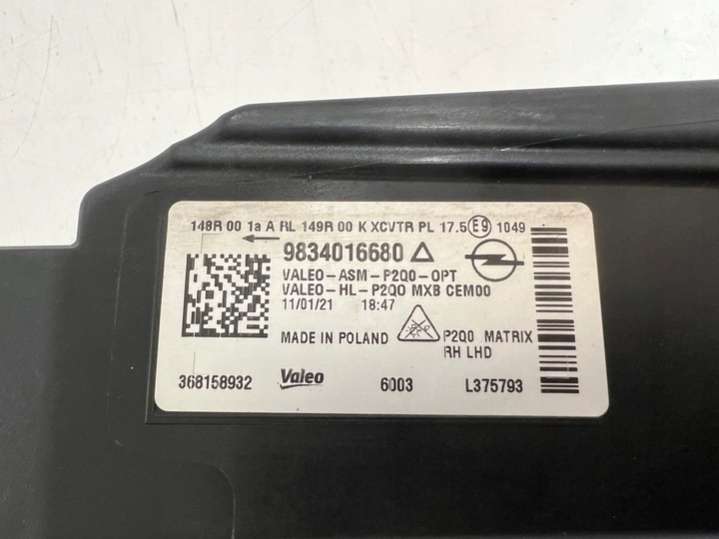 148R 00 1a A RL 149R 00 K XCVTR PL 17.5 E9 1049
9834016680
VALEO-ASM-P2Q0-OPT
VALEO-HL-P2Q0 MXB CEM00
11/01/21 18:47
MADE IN POLAND P2Q0 MATRIX
RH LHD
368158932 Valeo 6003 L375793